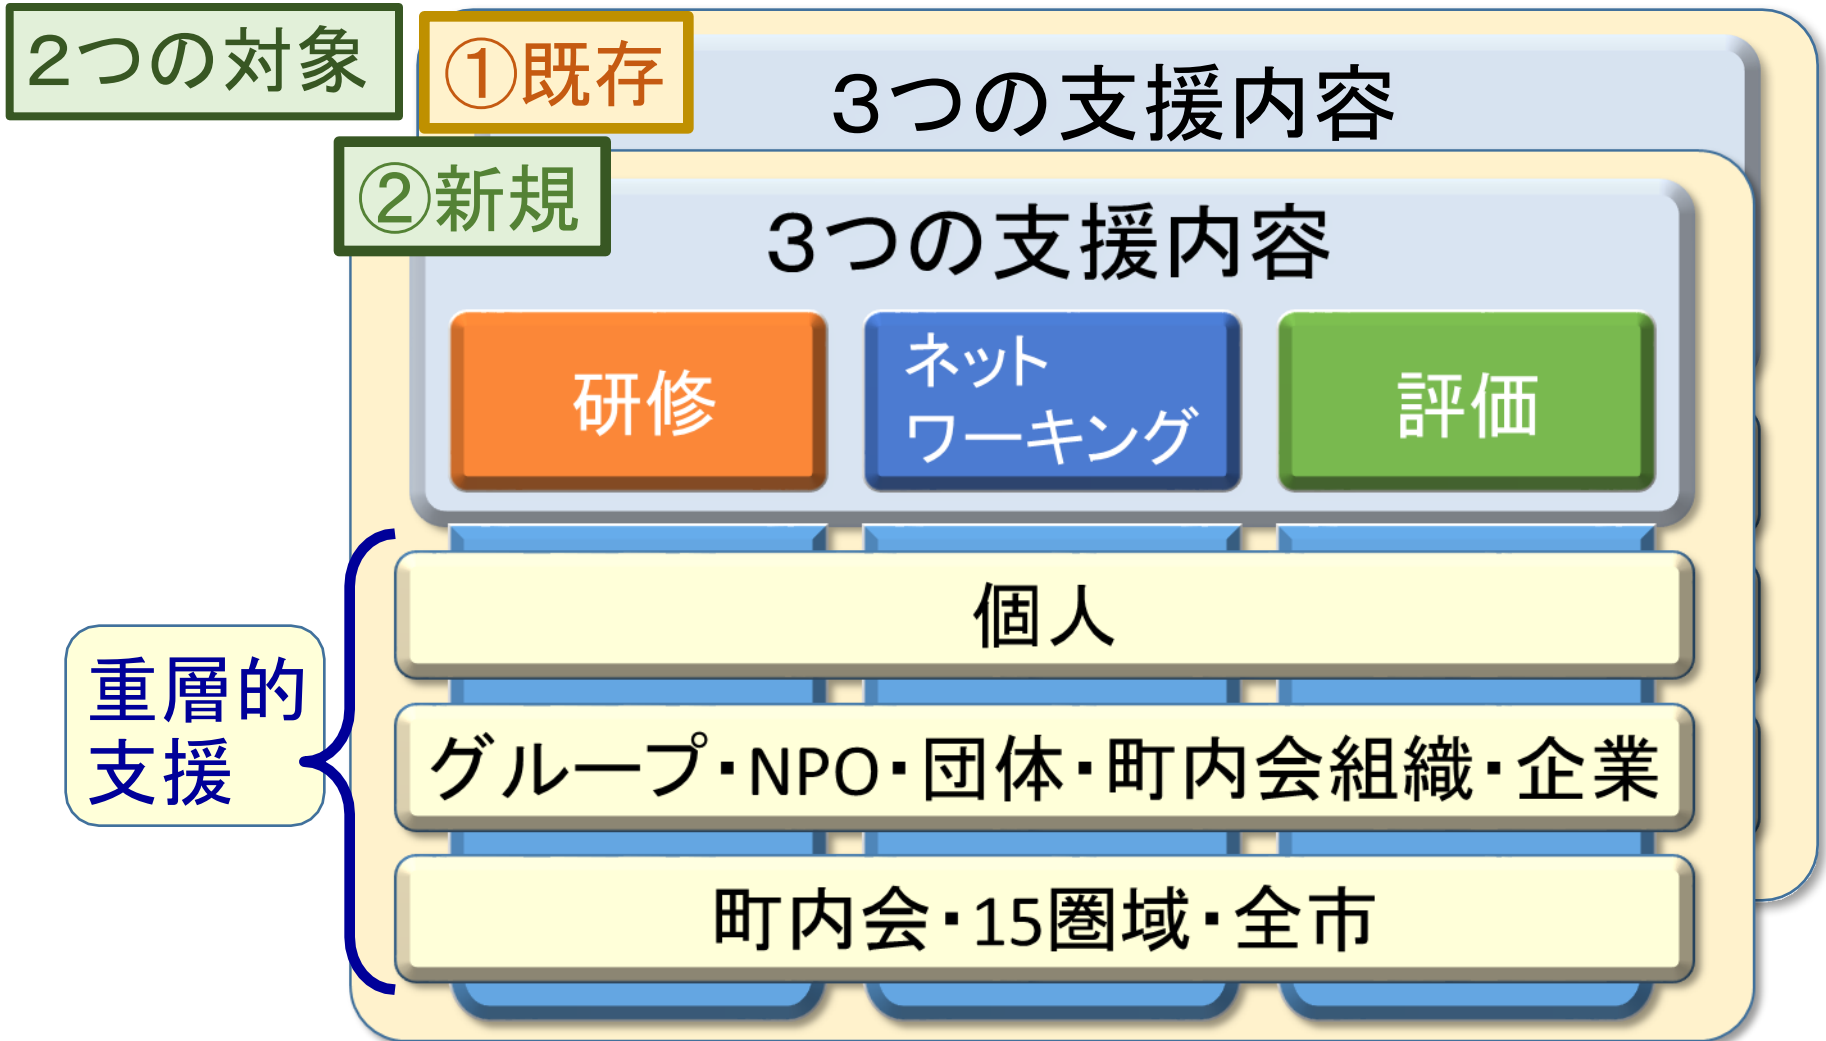 ２つの対象
①既存
３つの支援内容
②新規
３つの支援内容
研修
ネット
ワーキング
評価
個人
重層的
支援
グループ・NPO・団体・町内会組織・企業
町内会・15圏域・全市